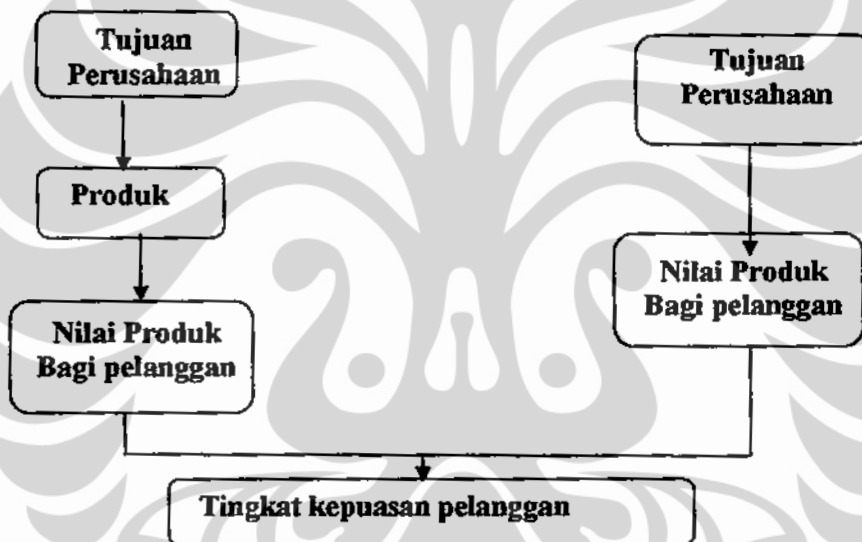 Tujuan
Perusahaan
Produk
Nilai Produk
Bagi pelanggan
Tujuan
Perusahaan
Nilai Produk
Bagi pelanggan
Tingkat kepuasan pelanggan